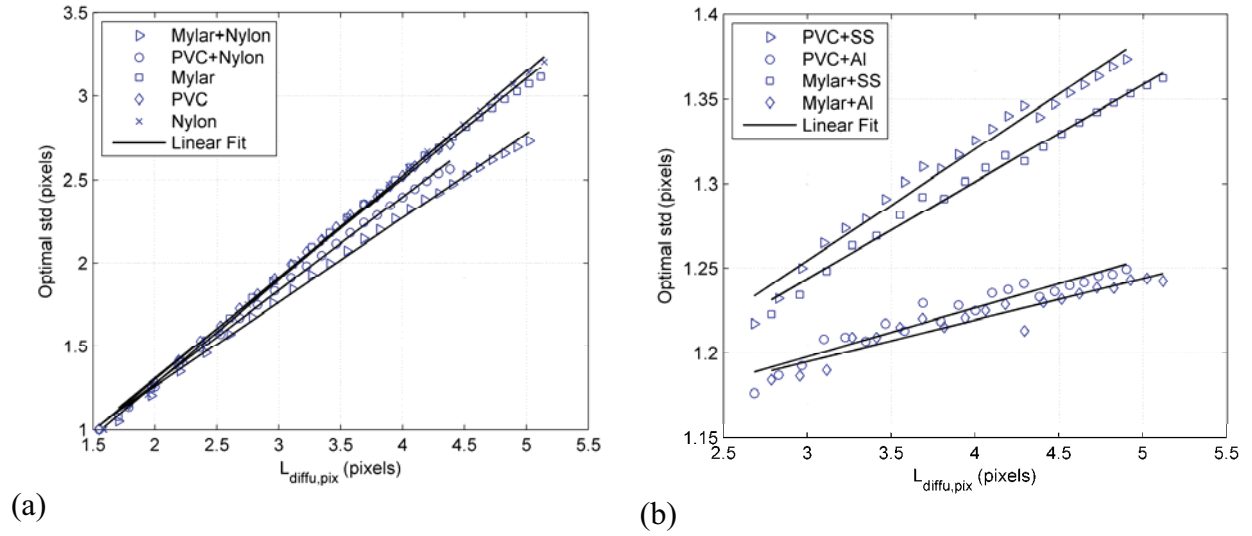 3.5
3
2.5
2
1.5
1
Optimal std (pixels)
Mylar+Nylon
PVC+Nylon
Mylar
PVC
Nylon
Linear Fit
1.5 2 2.5 3 3.5 4 4.5 5 5.5
L_diffu,pix (pixels)
(a)
1.4
1.35
1.3
1.25
1.2
1.15
Optimal std (pixels)
PVC+SS
PVC+Al
Mylar+SS
Mylar+Al
Linear Fit
2.5 3 3.5 4 4.5 5 5.5
L_diffu,pix (pixels)
(b)